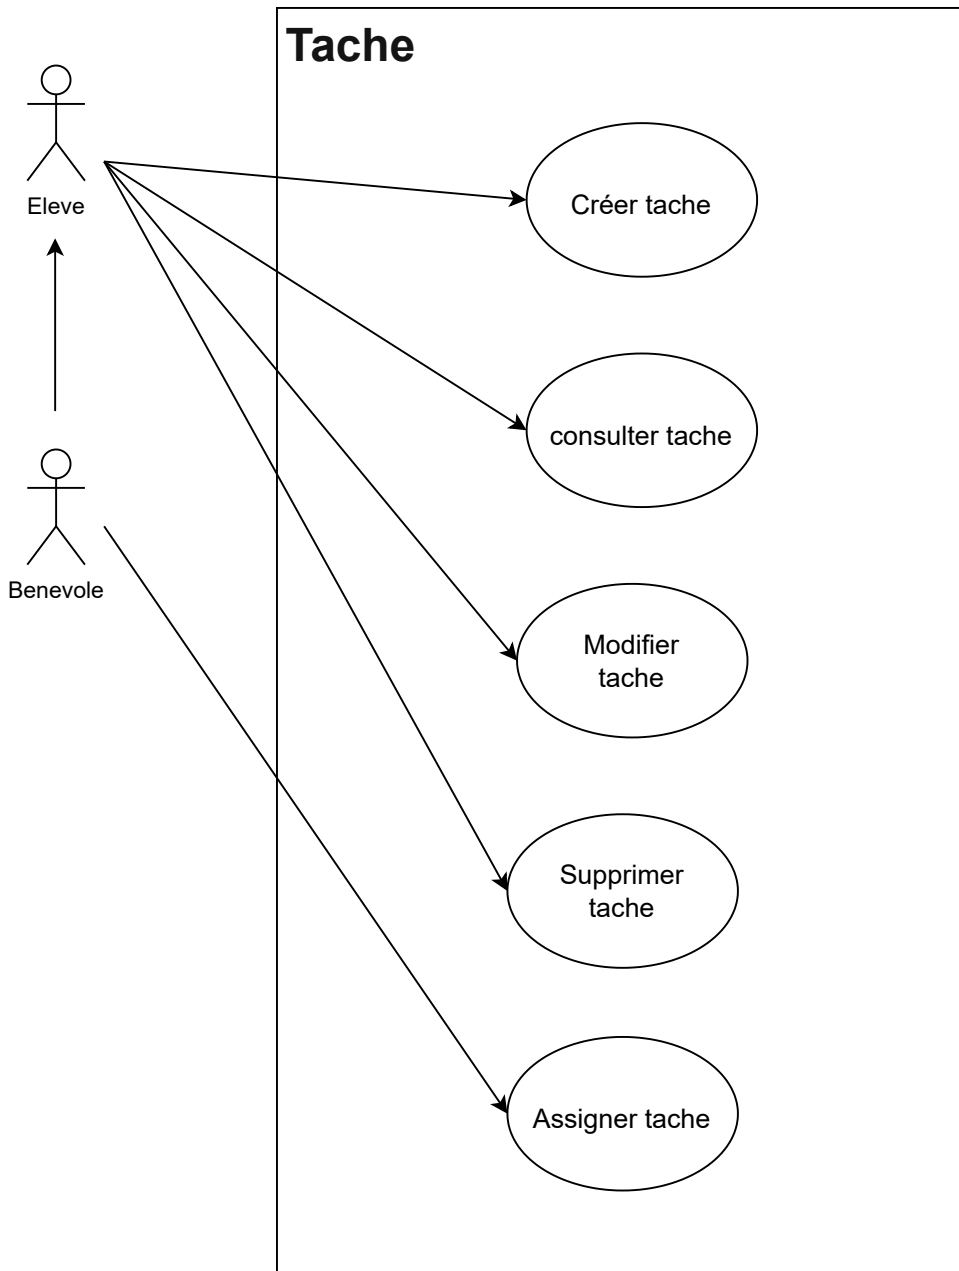 Tache
Eleve
Créer tache
consulter tache
Benevole
Modifier
tache
Supprimer
tache
Assigner tache